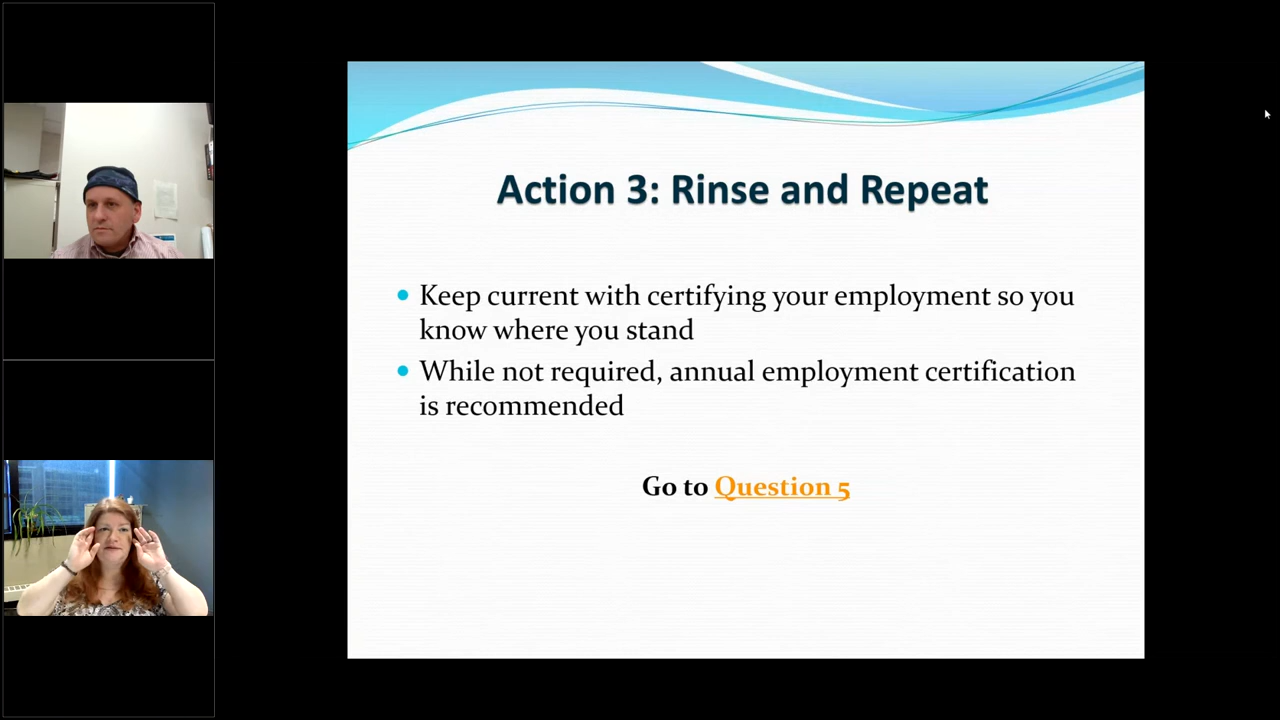 Action 3: Rinse and Repeat
Keep current with certifying your employment so you
know where you stand
While not required, annual employment certification
is recommended
Go to Question 5